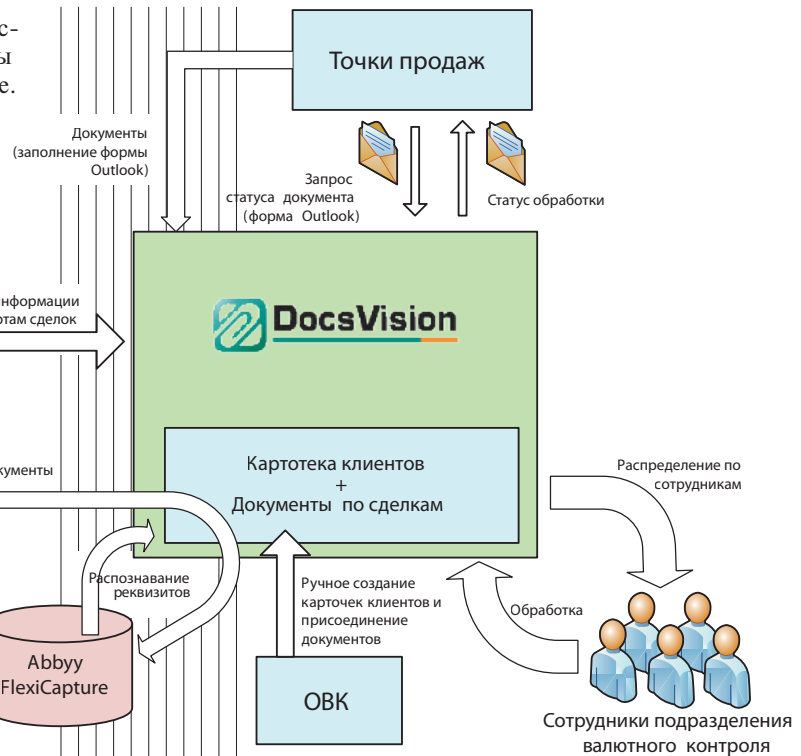 с-
ы
е.
Точки продаж
Документы
(заполнение формы
Outlook)
Запрос
статуса документа
(форма Outlook)
Статус обработки
нформации
ртам сделок
DocsVision
Картотека клиентов
+
Документы по сделкам
кументы
Распределение по
сотрудникам
Распознавание
реквизитов
Ручное создание
карточек клиентов и
присоединение
документов
Обработка
Abbyy
FlexiCapture
ОВК
Сотрудники подразделения
валютного контроля